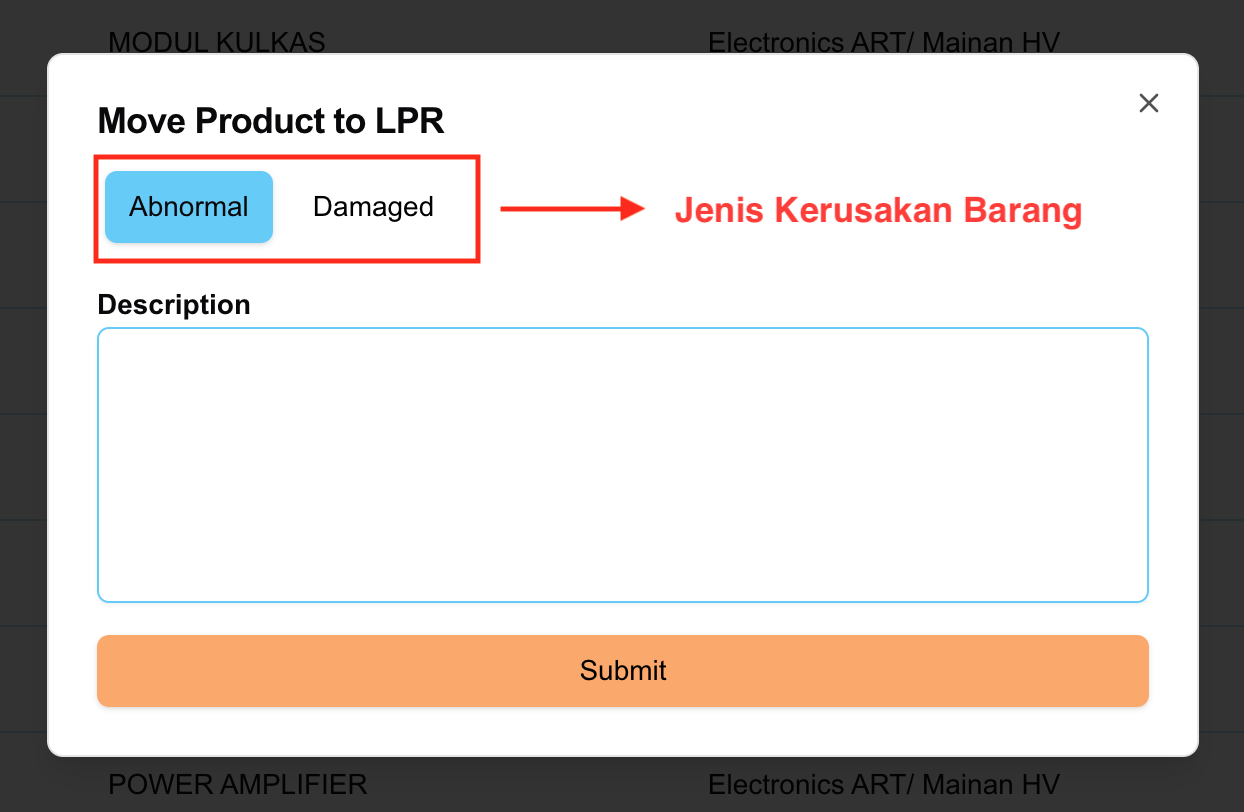 MODUL KULKAS Electronics ART/ Mainan HV
Move Product to LPR
Abnormal Damaged Jenis Kerusakan Barang
Description
Submit
POWER AMPLIFIER Electronics ART/ Mainan HV